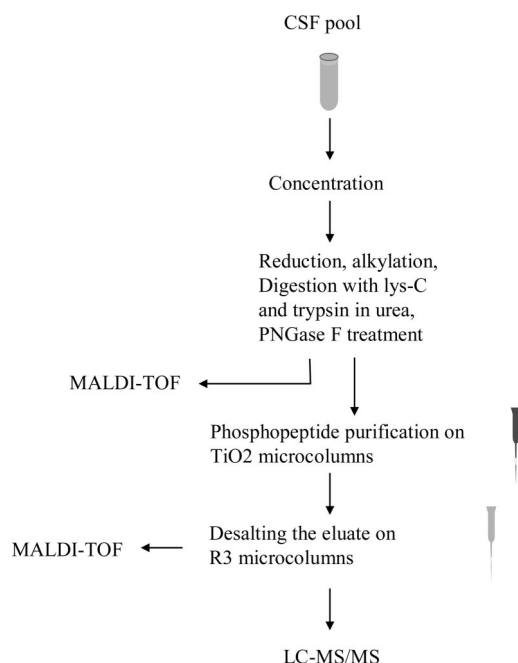 CSF pool
Concentration
Reduction, alkylation,
Digestion with lys-C
and trypsin in urea,
PNGase F treatment
MALDI-TOF
Phosphopeptide purification on
TiO2 microcolumns
Desalting the eluate on
R3 microcolumns
MALDI-TOF
LC-MS/MS